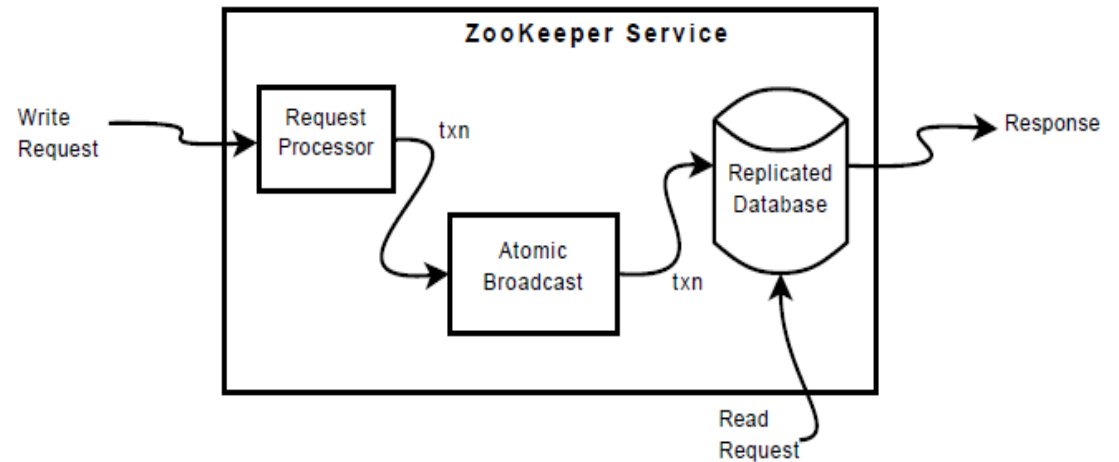 ZooKeeper Service
Write
Request
Request
Processor
txn
Atomic
Broadcast
txn
Replicated
Database
Response
Read
Request